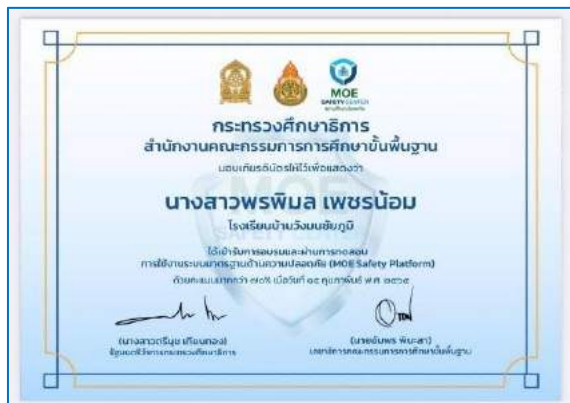 MOE
SAFETY CENTER
กระทรวงศึกษาธิการ
สำนักงานคณะกรรมการการศึกษาขั้นพื้นฐาน
มอบเกียรติบัตรให้ไว้เพื่อแสดงว่า
นางสาวพรพิมล เพชรน้อม
โรงเรียนบ้านวังมนชัยภูมิ
ได้เข้ารับการอบรมและผ่านการทดสอบ
การใช้งานระบบมาตรฐานด้านความปลอดภัย (MOE Safety Platform)
ด้วยคะแนนมากกว่า ๗๐% เมื่อวันที่ ๑๕ กุมภาพันธ์ พ.ศ. ๒๕๖๕
(นางสาวตรีนุช เทียนทอง)
(นายอัมพร พินะสา)
รัฐมนตรีว่าการกระทรวงศึกษาธิการ
เลขาธิการคณะกรรมการการศึกษาขั้นพื้นฐาน